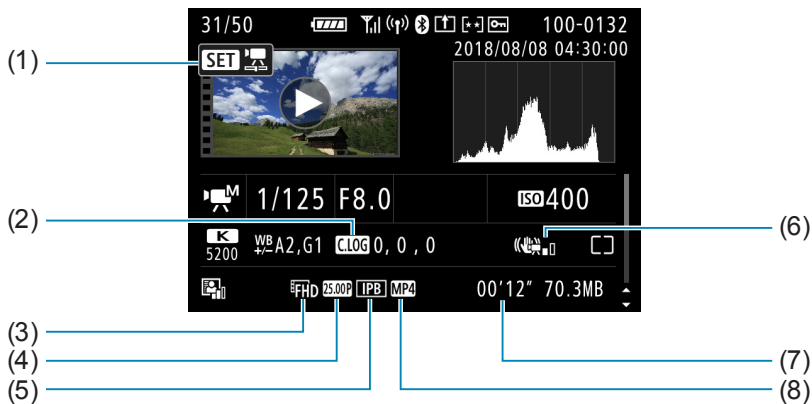 31/50 100-0132
2018/08/08 04:30:00
(1)
SET
M 1/125 F8.0 ISO 400
(2)
(6)
K 5200 WB +/- A2,G1 C.LOG 0, 0, 0
FHD 25.00P IPB MP4 00'12" 70.3MB
(3)
(4)
(5)
(7)
(8)